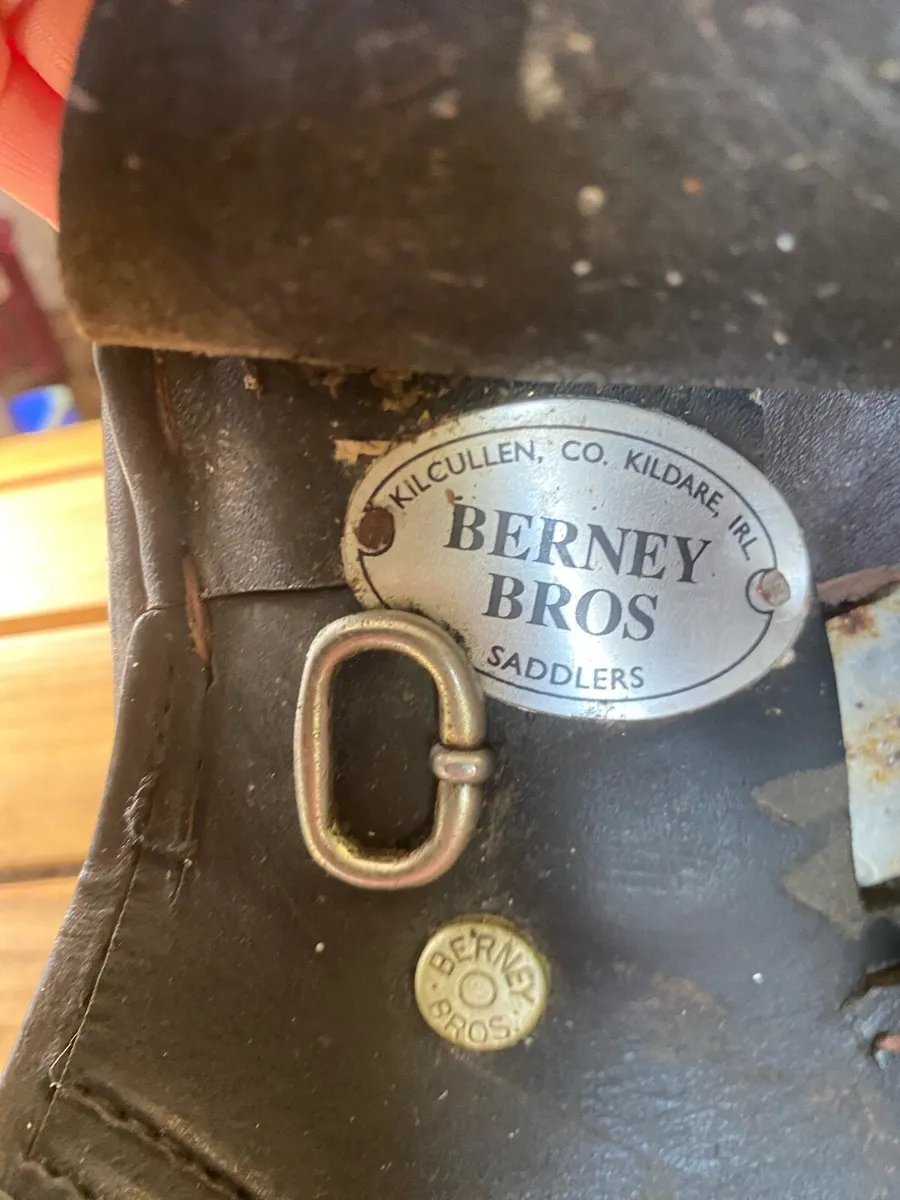 KILCULLEN, CO. KILDARE, IRL.
BERNEY
BROS
SADDLERS
BERNEY
BROS.